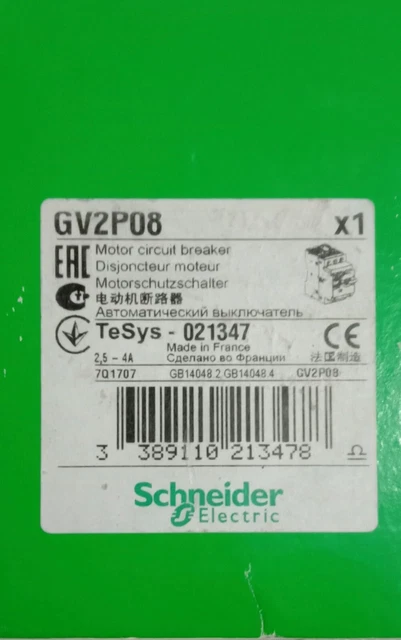 GV2P08 x1
EAC Motor circuit breaker
Disjoncteur moteur
Motorschutzschalter
电动机断路器
Автоматический выключатель
TeSys - 021347 CE
Made in France
2,5 - 4A Сделано во Франции 法国制造
7Q1707 GB14048.2,GB14048.4 GV2P08
3 389110 213478
Schneider
Electric